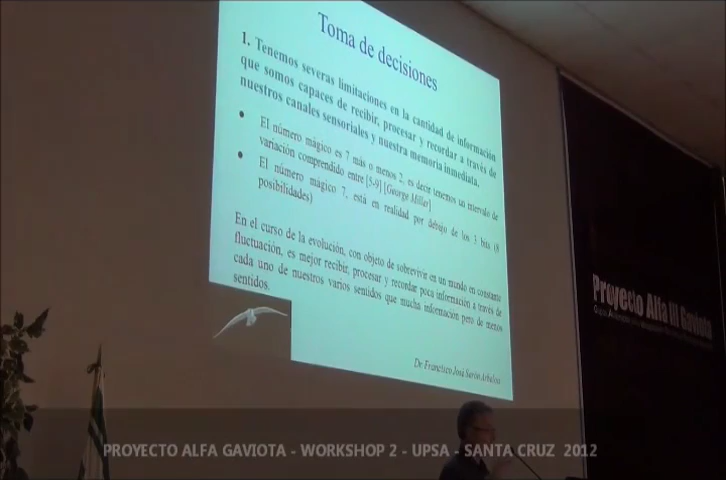 Toma de decisiones
1. Tenemos severas limitaciones en la cantidad de información
que somos capaces de recibir, procesar y recordar a través de
nuestros canales sensoriales y nuestra memoria inmediata.
• El número mágico es 7 más o menos 2, es decir tenemos un intervalo de
variación comprendido entre [5-9] [George Miller]
• El número mágico 7, está en realidad por debajo de los 3 bits (8
posibilidades)
En el curso de la evolución, con objeto de sobrevivir en un mundo en constante
fluctuación, es mejor recibir, procesar y recordar poca información a través de
cada uno de nuestros varios sentidos que mucha información pero de menos
sentidos.
Dr Francisco José
Proyecto Alfa III Gaviota
PROYECTO ALFA GAVIOTA - WORKSHOP 2 - UPSA - SANTA CRUZ 2012